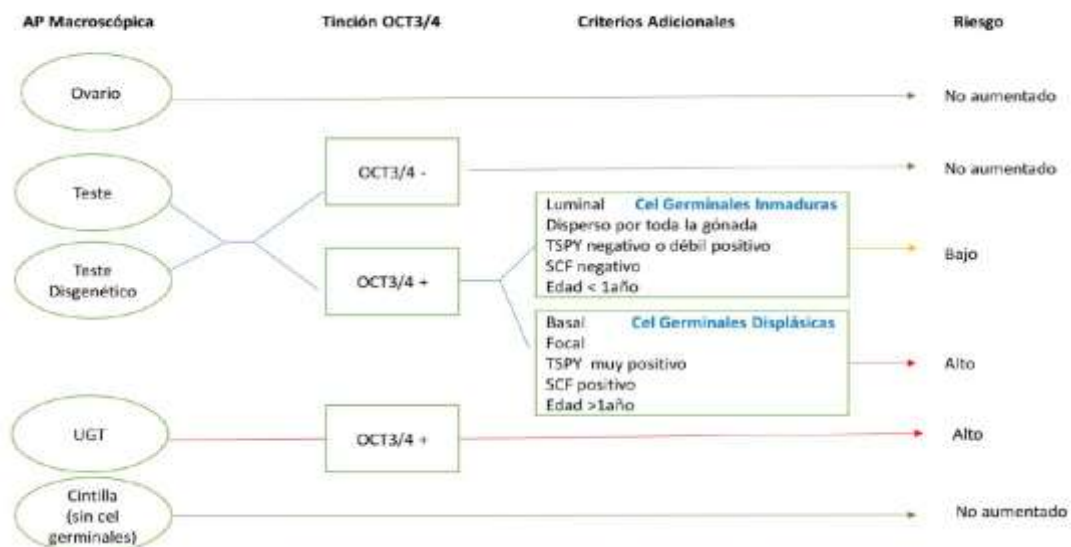 AP Macroscópica
Tinción OCT3/4
Criterios Adicionales
Riesgo
Ovario
No aumentado
Teste
OCT3/4 -
No aumentado
Teste
Disgenético
OCT3/4 +
Luminal Cel Germinales Inmaduras
Disperso por toda la gónada
TSPY negativo o débil positivo
SCF negativo
Edad < 1año
Bajo
Basal Cel Germinales Displásicas
Focal
TSPY muy positivo
SCF positivo
Edad >1año
Alto
UGT
OCT3/4 +
Alto
Cintilla
(sin cel
germinales)
No aumentado